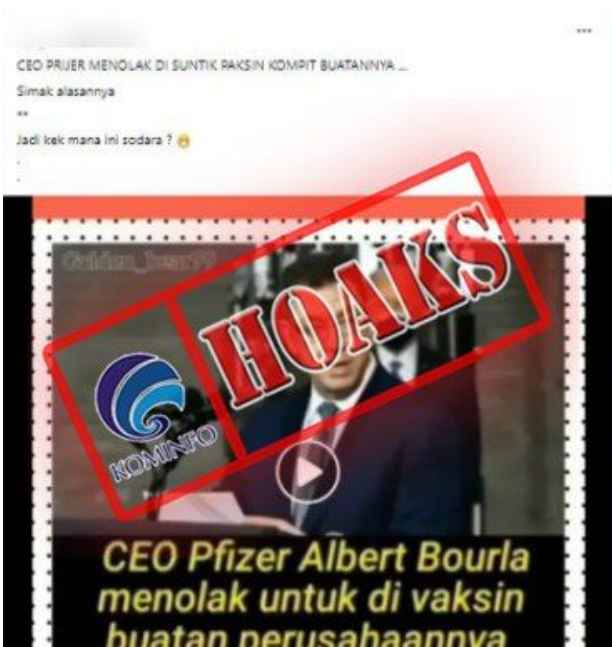 CEO PRIJER MENOLAK DI SUNTIK PAKSIN KOMPIT BUATANNYA ...
Simak alasannya
**
Jadi kek mana ini sodara ?
.
.
Golden_bear99
HOAKS
KOMINFO
CEO Pfizer Albert Bourla
menolak untuk di vaksin
buatan perusahaannya